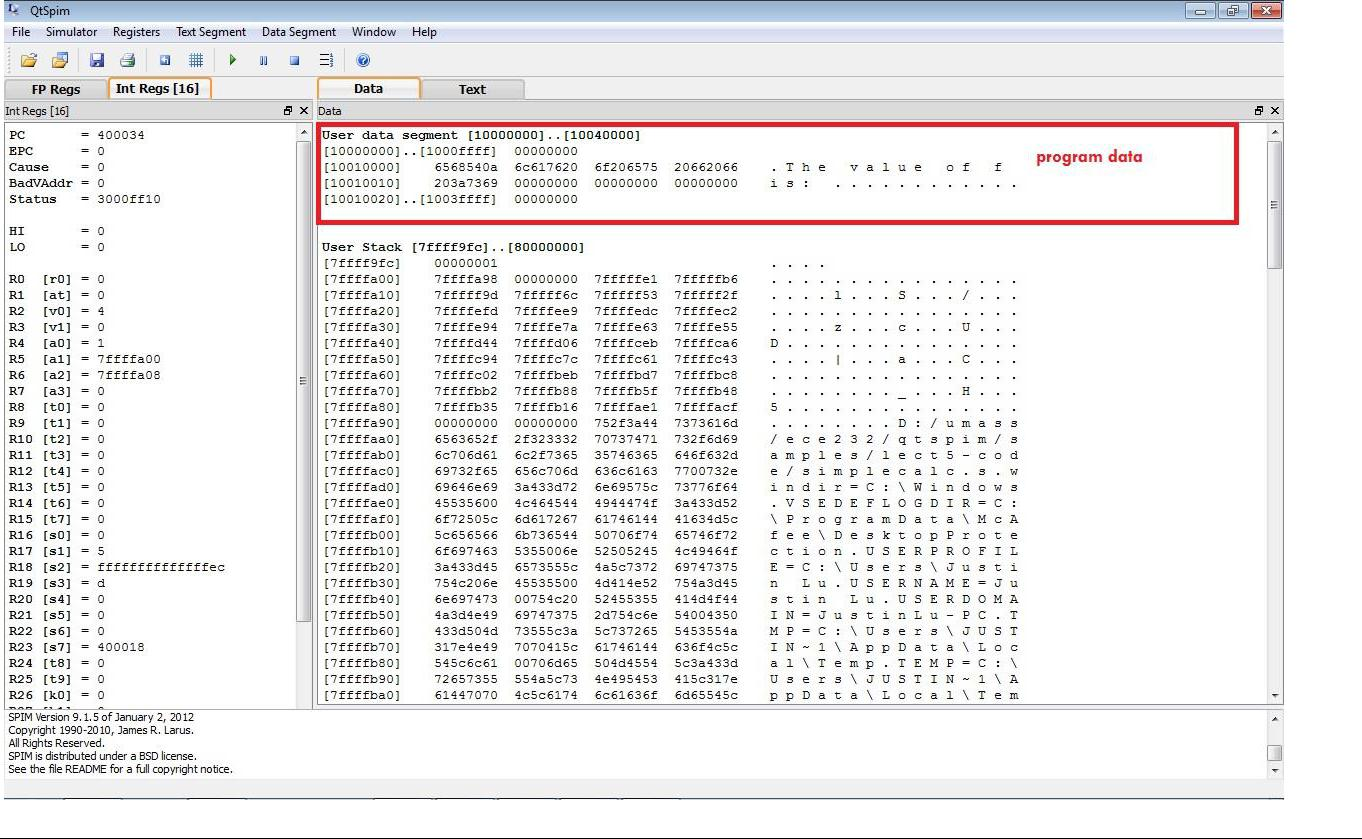 QtSpim
File Simulator Registers Text Segment Data Segment Window Help
FP Regs Int Regs [16] Data Text
Int Regs [16]
PC = 400034
EPC = 0
Cause = 0
BadVAddr = 0
Status = 3000ff10
HI = 0
LO = 0
R0 [r0] = 0
R1 [at] = 0
R2 [v0] = 4
R3 [v1] = 0
R4 [a0] = 1
R5 [a1] = 7ffffa00
R6 [a2] = 7ffffa08
R7 [a3] = 0
R8 [t0] = 0
R9 [t1] = 0
R10 [t2] = 0
R11 [t3] = 0
R12 [t4] = 0
R13 [t5] = 0
R14 [t6] = 0
R15 [t7] = 0
R16 [s0] = 0
R17 [s1] = 5
R18 [s2] = ffffffffffffffec
R19 [s3] = d
R20 [s4] = 0
R21 [s5] = 0
R22 [s6] = 0
R23 [s7] = 400018
R24 [t8] = 0
R25 [t9] = 0
R26 [k0] = 0
Data
User data segment [10000000]..[10040000]
[10000000]..[1000ffff] 00000000
[10010000] 6568540a 6c617620 6f206575 20662066 . T h e v a l u e o f f
[10010010] 203a7369 00000000 00000000 00000000 i s : . . . . . . . . . . . .
[10010020]..[1003ffff] 00000000
program data
User Stack [7ffff9fc]..[80000000]
[7ffff9fc] 00000001 . . . .
[7ffffa00] 7ffffa98 00000000 7fffffe1 7fffffb6 . . . . . . . . . . . . . . . .
[7ffffa10] 7fffff9d 7fffff6c 7fffff53 7fffff2f . . . . l . . . S . . . / . . .
[7ffffa20] 7ffffefd 7ffffee9 7ffffedc 7ffffec2 . . . . . . . . . . . . . . . .
[7ffffa30] 7ffffe94 7ffffe7a 7ffffe63 7ffffe55 . . . . z . . . c . . . U . . .
[7ffffa40] 7ffffd44 7ffffd06 7ffffceb 7ffffca6 D . . . . . . . . . . . . . . .
[7ffffa50] 7ffffc94 7ffffc7c 7ffffc61 7ffffc43 . . . . | . . . a . . . C . . .
[7ffffa60] 7ffffc02 7ffffbeb 7ffffbd7 7ffffbc8 . . . . . . . . . . . . . . . .
[7ffffa70] 7ffffbb2 7ffffb88 7ffffb5f 7ffffb48 . . . . . . . . _ . . . H . . .
[7ffffa80] 7ffffb35 7ffffb16 7ffffae1 7ffffacf 5 . . . . . . . . . . . . . . .
[7ffffa90] 00000000 00000000 752f3a44 7373616d . . . . . . . . D : / u m a s s
[7ffffaa0] 6563652f 2f323332 70737471 732f6d69 / e c e 2 3 2 / q t s p i m / s
[7ffffab0] 6c706d61 6c2f7365 35746365 646f632d a m p l e s / l e c t 5 - c o d
[7ffffac0] 69732f65 656c706d 636c6163 7700732e e / s i m p l e c a l c . s . w
[7ffffad0] 69646e69 3a433d72 6e69575c 73776f64 i n d i r = C : \ W i n d o w s
[7ffffae0] 45535600 4c464544 4944474f 3a433d52 . V S E D E F L O G D I R = C :
[7ffffaf0] 6f72505c 6d617267 61746144 41634d5c \ P r o g r a m D a t a \ M c A
[7ffffb00] 5c656566 6b736544 50706f74 65746f72 f e e \ D e s k t o p P r o t e
[7ffffb10] 6f697463 5355006e 52505245 4c49464f c t i o n . U S E R P R O F I L
[7ffffb20] 3a433d45 6573555c 4a5c7372 69747375 E = C : \ U s e r s \ J u s t i
[7ffffb30] 754c206e 45535500 4d414e52 754a3d45 n L u . U S E R N A M E = J u
[7ffffb40] 6e697473 00754c20 52455355 414d4f44 s t i n L u . U S E R D O M A
[7ffffb50] 4a3d4e49 69747375 2d754c6e 54004350 I N = J u s t i n L u - P C . T
[7ffffb60] 433d504d 73555c3a 5c737265 5453554a M P = C : \ U s e r s \ J U S T
[7ffffb70] 317e4e49 7070415c 61746144 636f4c5c I N ~ 1 \ A p p D a t a \ L o c
[7ffffb80] 545c6c61 00706d65 504d4554 5c3a433d a l \ T e m p . T E M P = C : \
[7ffffb90] 72657355 554a5c73 4e495453 415c317e U s e r s \ J U S T I N ~ 1 \ A
[7ffffba0] 61447070 4c5c6174 6c61636f 6d65545c p p D a t a \ L o c a l \ T e m
SPIM Version 9.1.5 of January 2, 2012
Copyright 1990-2010, James R. Larus.
All Rights Reserved.
SPIM is distributed under a BSD license.
See the file README for a full copyright notice.